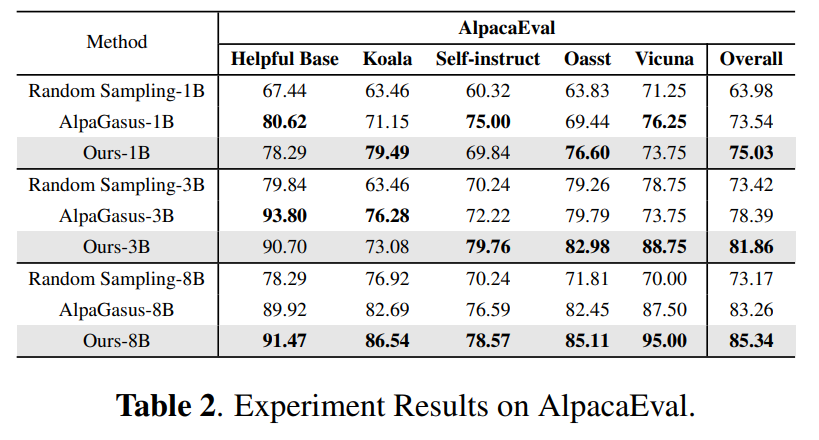 Method AlpacaEval
Helpful Base Koala Self-instruct Oasst Vicuna Overall
Random Sampling-1B 67.44 63.46 60.32 63.83 71.25 63.98
AlpaGasus-1B 80.62 71.15 75.00 69.44 76.25 73.54
Ours-1B 78.29 79.49 69.84 76.60 73.75 75.03
Random Sampling-3B 79.84 63.46 70.24 79.26 78.75 73.42
AlpaGasus-3B 93.80 76.28 72.22 79.79 73.75 78.39
Ours-3B 90.70 73.08 79.76 82.98 88.75 81.86
Random Sampling-8B 78.29 76.92 70.24 71.81 70.00 73.17
AlpaGasus-8B 89.92 82.69 76.59 82.45 87.50 83.26
Ours-8B 91.47 86.54 78.57 85.11 95.00 85.34
Table 2. Experiment Results on AlpacaEval.